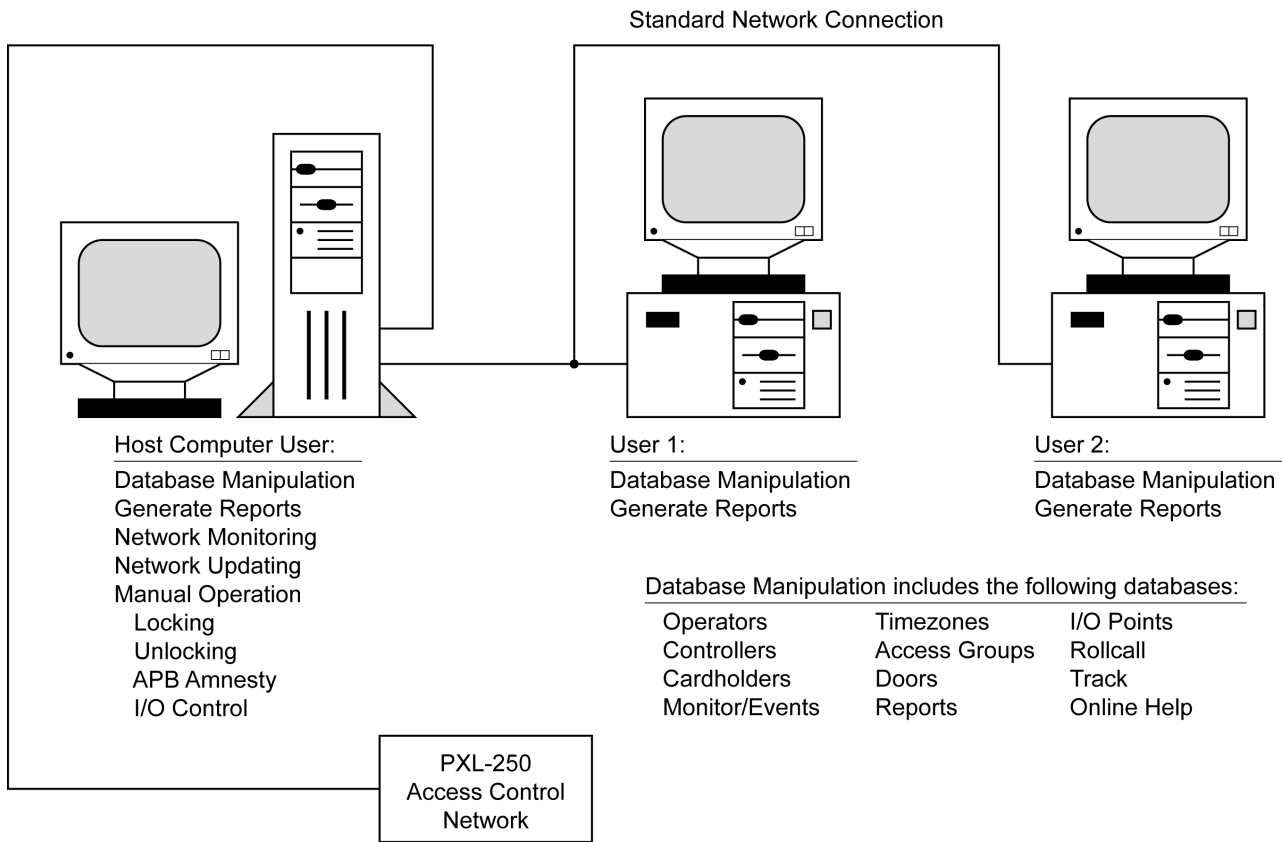 Standard Network Connection
Host Computer User:
Database Manipulation
Generate Reports
Network Monitoring
Network Updating
Manual Operation
Locking
Unlocking
APB Amnesty
I/O Control
User 1:
Database Manipulation
Generate Reports
User 2:
Database Manipulation
Generate Reports
Database Manipulation includes the following databases:
Operators Timezones I/O Points
Controllers Access Groups Rollcall
Cardholders Doors Track
Monitor/Events Reports Online Help
PXL-250
Access Control
Network